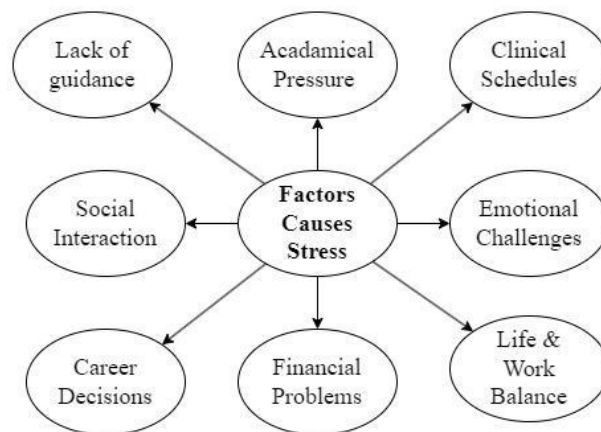 Lack of
guidance
Acadamical
Pressure
Clinical
Schedules
Social
Interaction
Factors
Causes
Stress
Emotional
Challenges
Career
Decisions
Financial
Problems
Life &
Work
Balance